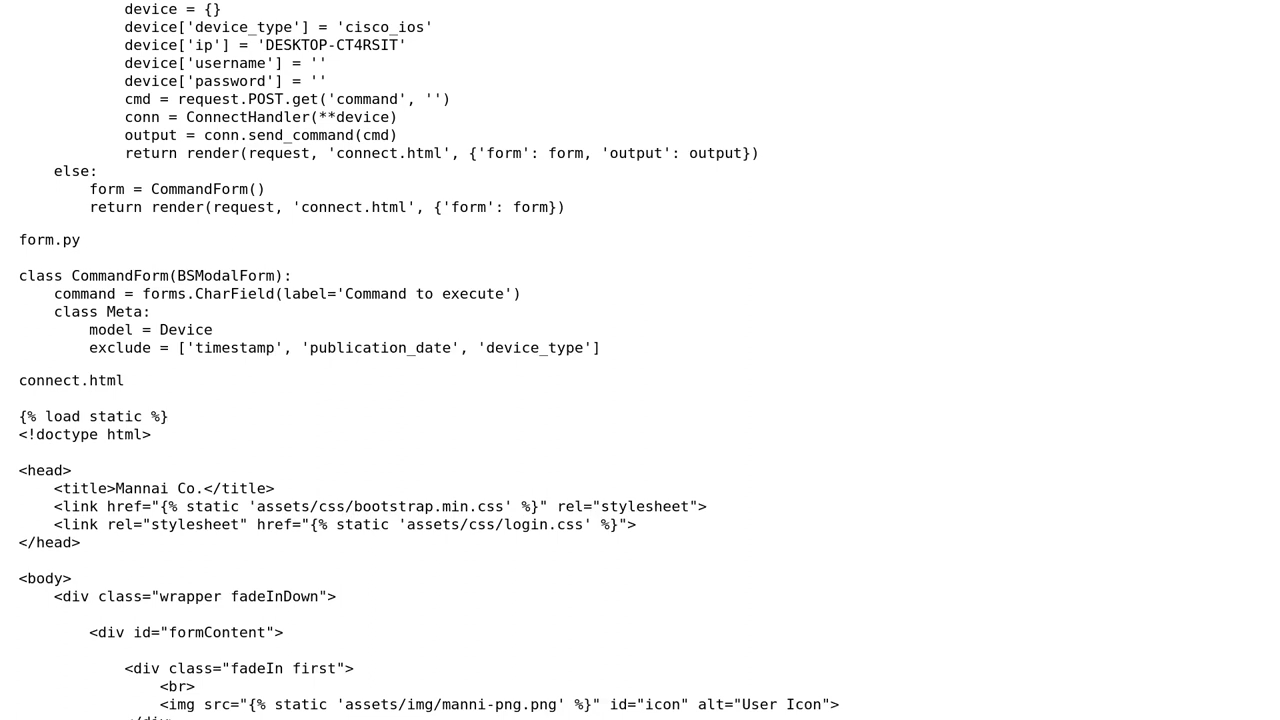 device = {}
device['device_type'] = 'cisco_ios'
device['ip'] = 'DESKTOP-CT4RSIT'
device['username'] = ''
device['password'] = ''
cmd = request.POST.get('command', '')
conn = ConnectHandler(**device)
output = conn.send_command(cmd)
return render(request, 'connect.html', {'form': form, 'output': output})
else:
form = CommandForm()
return render(request, 'connect.html', {'form': form})
form.py
class CommandForm(BSModalForm):
command = forms.CharField(label='Command to execute')
class Meta:
model = Device
exclude = ['timestamp', 'publication_date', 'device_type']
connect.html
{% load static %}
<!doctype html>
<head>
<title>Mannai Co.</title>
<link href="{% static 'assets/css/bootstrap.min.css' %}" rel="stylesheet">
<link rel="stylesheet" href="{% static 'assets/css/login.css' %}">
</head>
<body>
<div class="wrapper fadeInDown">
<div id="formContent">
<div class="fadeIn first">
<br>
<img src="{% static 'assets/img/manni-png.png' %}" id="icon" alt="User Icon">
</div>